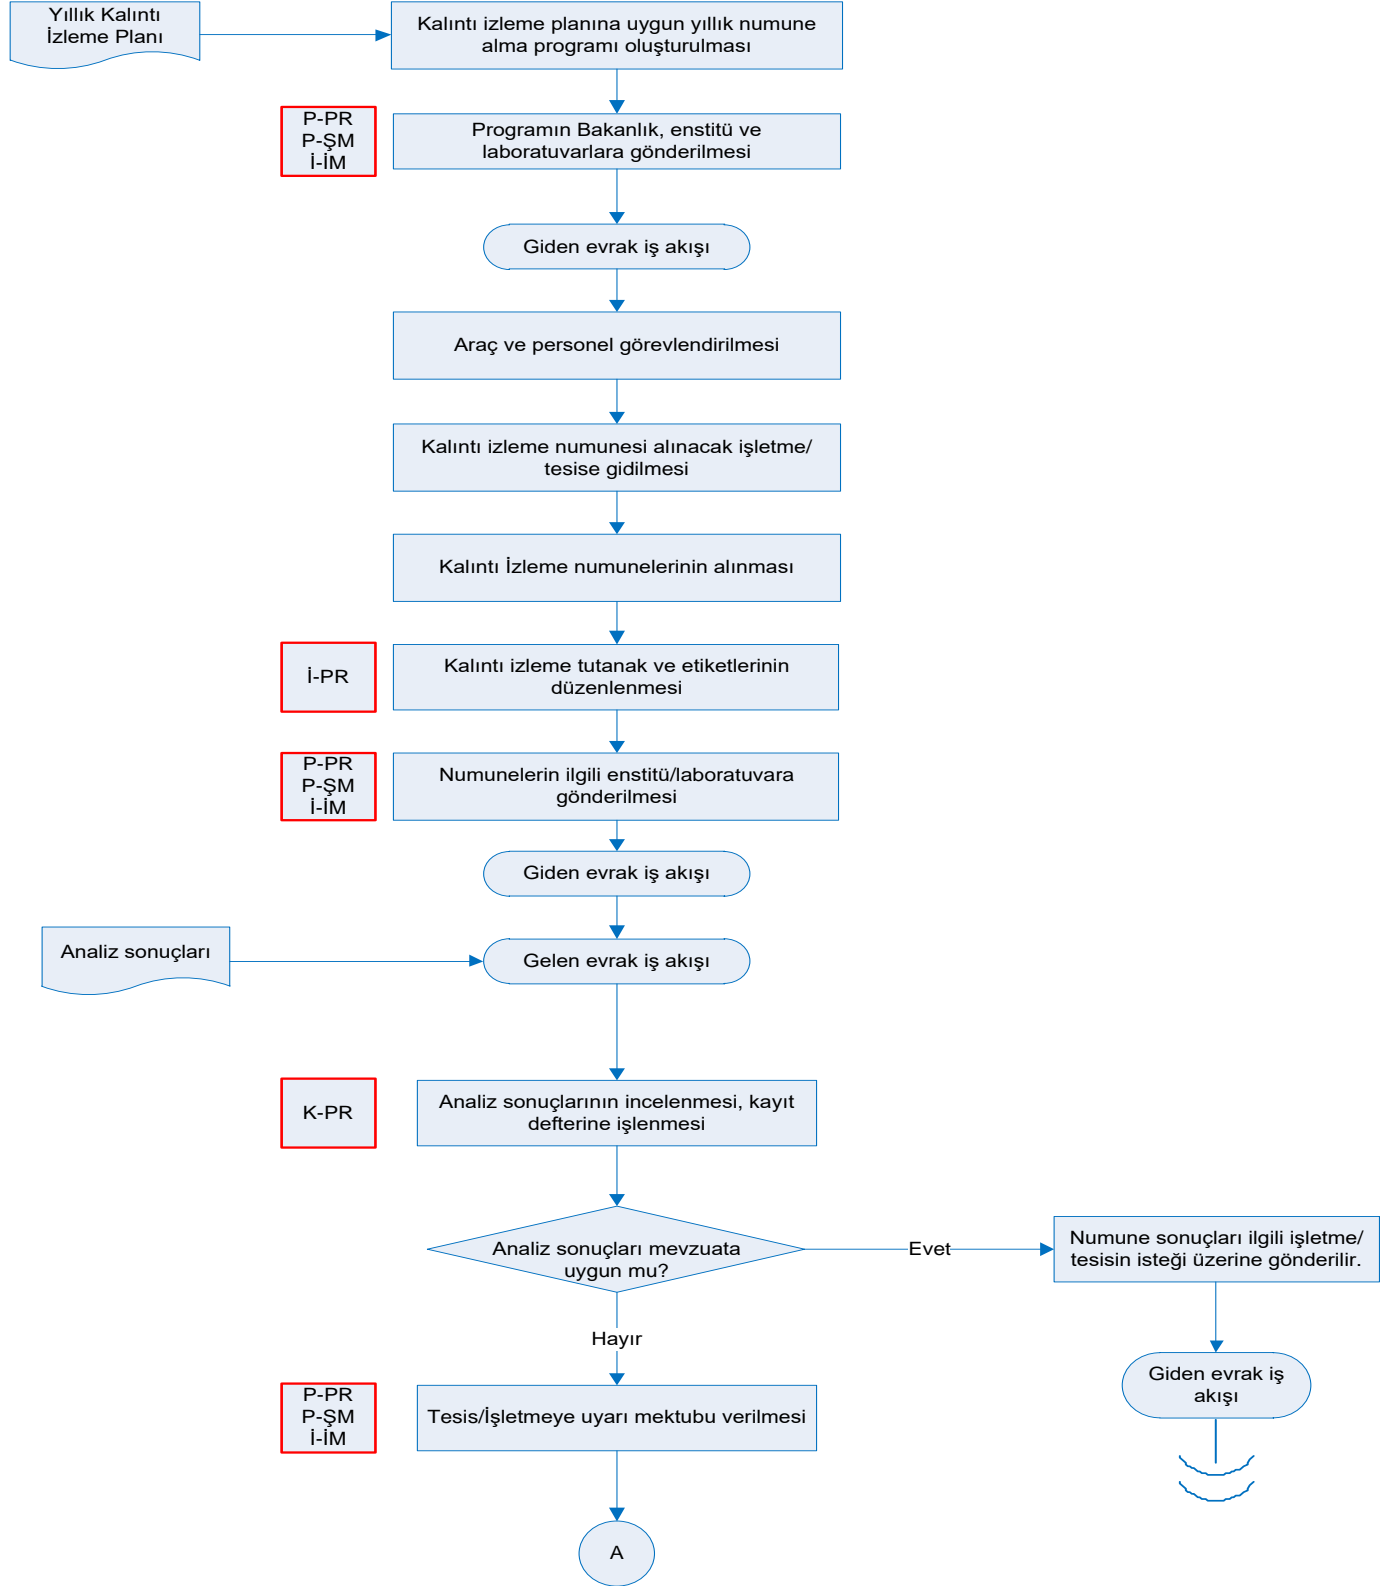 Yıllık Kalıntı
İzleme Planı
Kalıntı izleme planına uygun yıllık numune
alma programı oluşturulması
P-PR
P-ŞM
İ-İM
Programın Bakanlık, enstitü ve
laboratuvarlara gönderilmesi
Giden evrak iş akışı
Araç ve personel görevlendirilmesi
Kalıntı izleme numunesi alınacak işletme/
tesise gidilmesi
Kalıntı İzleme numunelerinin alınması
İ-PR
Kalıntı izleme tutanak ve etiketlerinin
düzenlenmesi
P-PR
P-ŞM
İ-İM
Numunelerin ilgili enstitü/laboratuvara
gönderilmesi
Giden evrak iş akışı
Analiz sonuçları
Gelen evrak iş akışı
K-PR
Analiz sonuçlarının incelenmesi, kayıt
defterine işlenmesi
Analiz sonuçları mevzuata
uygun mu?
Evet
Numune sonuçları ilgili işletme/
tesisin isteği üzerine gönderilir.
Hayır
Giden evrak iş
akışı
P-PR
P-ŞM
İ-İM
Tesis/İşletmeye uyarı mektubu verilmesi
A